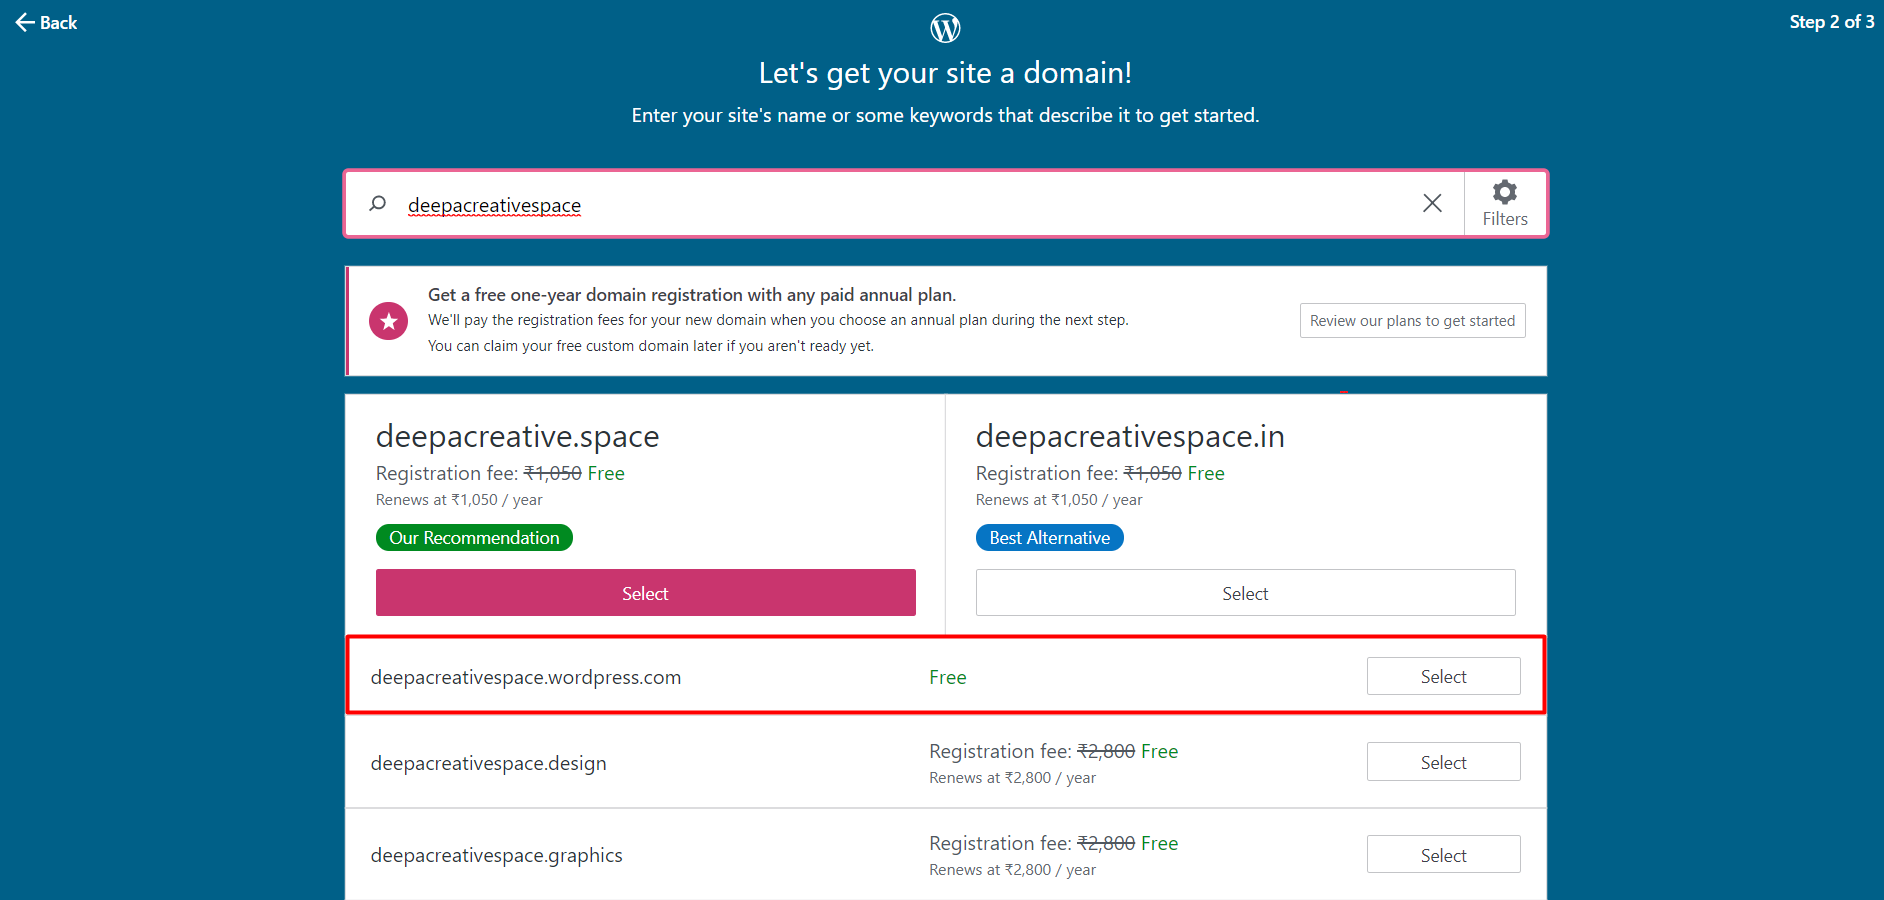 Back
Step 2 of 3
Let's get your site a domain!
Enter your site's name or some keywords that describe it to get started.
deepacreativespace
Filters
Get a free one-year domain registration with any paid annual plan.
We'll pay the registration fees for your new domain when you choose an annual plan during the next step.
You can claim your free custom domain later if you aren't ready yet.
Review our plans to get started
deepacreative.space
Registration fee: ₹1,050 Free
Renews at ₹1,050 / year
Our Recommendation
Select
deepacreativespace.in
Registration fee: ₹1,050 Free
Renews at ₹1,050 / year
Best Alternative
Select
deepacreativespace.wordpress.com
Free
Select
deepacreativespace.design
Registration fee: ₹2,800 Free
Renews at ₹2,800 / year
Select
deepacreativespace.graphics
Registration fee: ₹2,800 Free
Renews at ₹2,800 / year
Select